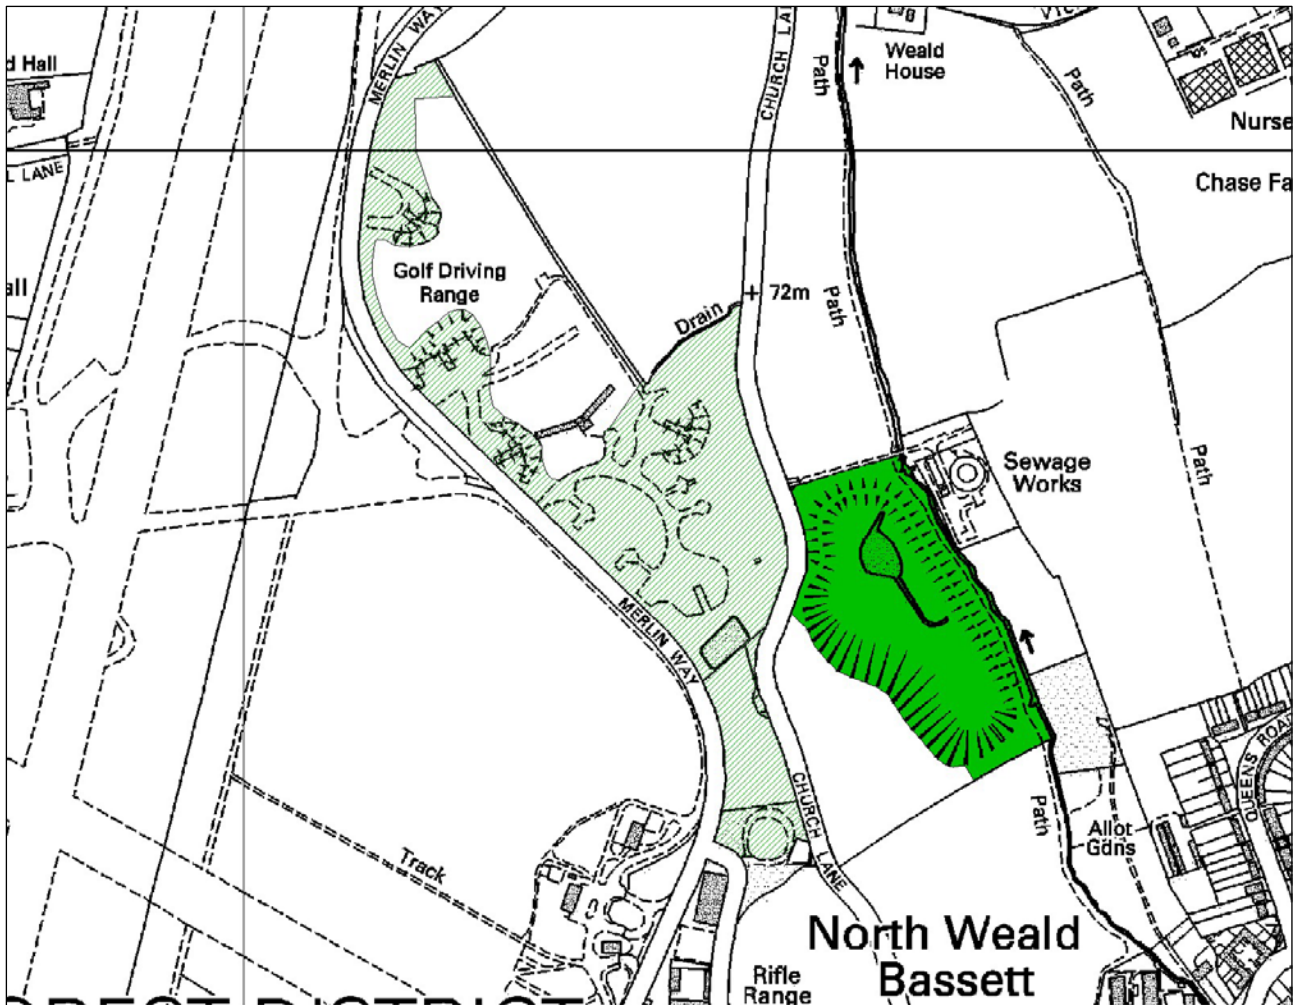 MERLIN WAY
CHURCH LA
Path
Weald
House
Path
d Hall
Nurse
L LANE
Chase Fa
Golf Driving
Range
all
72m
Path
Drain
Sewage
Works
Path
MERLIN WAY
QUEENS ROAD
CHURCH LANE
Path
Allot
Gdns
Track
North Weald
Bassett
Rifle
Range